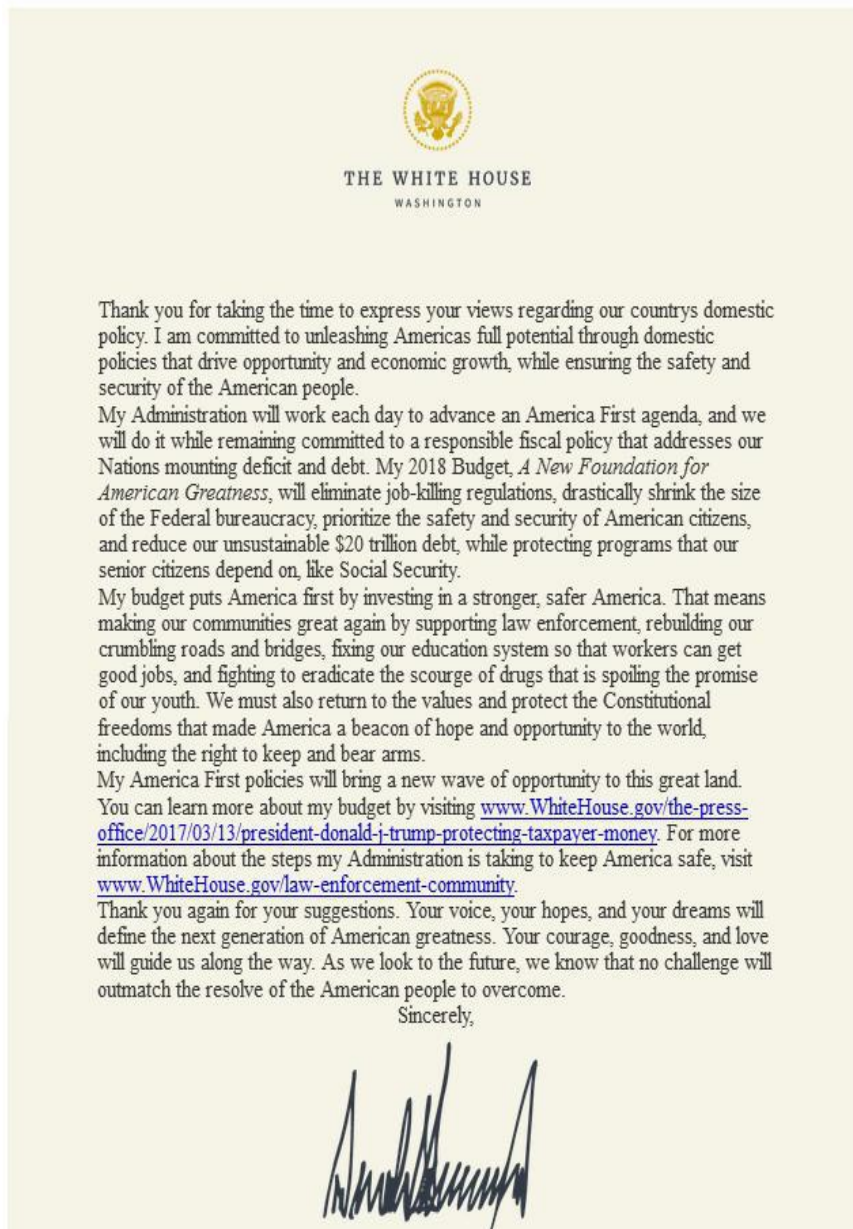 THE WHITE HOUSE
WASHINGTON
Thank you for taking the time to express your views regarding our countrys domestic
policy. I am committed to unleashing Americas full potential through domestic
policies that drive opportunity and economic growth, while ensuring the safety and
security of the American people.
My Administration will work each day to advance an America First agenda, and we
will do it while remaining committed to a responsible fiscal policy that addresses our
Nations mounting deficit and debt. My 2018 Budget, A New Foundation for
American Greatness, will eliminate job-killing regulations, drastically shrink the size
of the Federal bureaucracy, prioritize the safety and security of American citizens,
and reduce our unsustainable $20 trillion debt, while protecting programs that our
senior citizens depend on, like Social Security.
My budget puts America first by investing in a stronger, safer America. That means
making our communities great again by supporting law enforcement, rebuilding our
crumbling roads and bridges, fixing our education system so that workers can get
good jobs, and fighting to eradicate the scourge of drugs that is spoiling the promise
of our youth. We must also return to the values and protect the Constitutional
freedoms that made America a beacon of hope and opportunity to the world,
including the right to keep and bear arms.
My America First policies will bring a new wave of opportunity to this great land.
You can learn more about my budget by visiting www.WhiteHouse.gov/the-press-
office/2017/03/13/president-donald-j-trump-protecting-taxpayer-money. For more
information about the steps my Administration is taking to keep America safe, visit
www.WhiteHouse.gov/law-enforcement-community.
Thank you again for your suggestions. Your voice, your hopes, and your dreams will
define the next generation of American greatness. Your courage, goodness, and love
will guide us along the way. As we look to the future, we know that no challenge will
outmatch the resolve of the American people to overcome.
Sincerely,